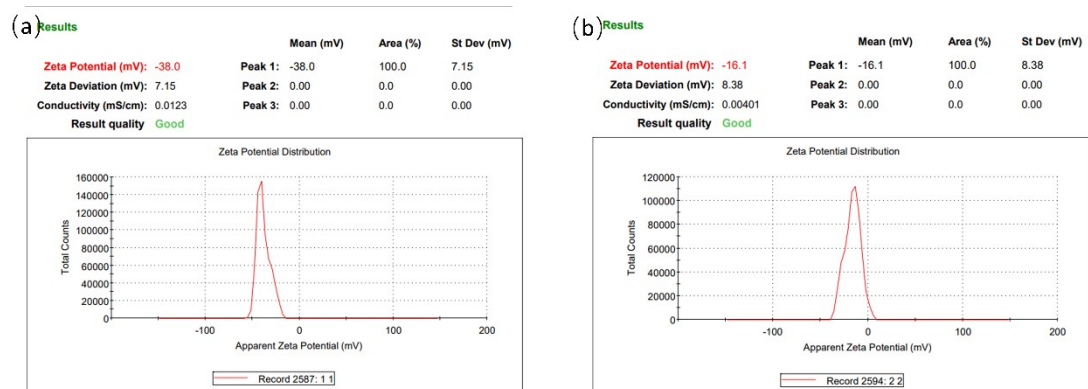 (a)
Results
Mean (mV) Area (%) St Dev (mV)
Zeta Potential (mV): -38.0 Peak 1: -38.0 100.0 7.15
Zeta Deviation (mV): 7.15 Peak 2: 0.00 0.0 0.00
Conductivity (mS/cm): 0.0123 Peak 3: 0.00 0.0 0.00
Result quality Good
Zeta Potential Distribution
160000
140000
120000
100000
80000
60000
40000
20000
0
Total Counts
-100 0 100 200
Apparent Zeta Potential (mV)
Record 2587: 1 1
(b)
Results
Mean (mV) Area (%) St Dev (mV)
Zeta Potential (mV): -16.1 Peak 1: -16.1 100.0 8.38
Zeta Deviation (mV): 8.38 Peak 2: 0.00 0.0 0.00
Conductivity (mS/cm): 0.00401 Peak 3: 0.00 0.0 0.00
Result quality Good
Zeta Potential Distribution
120000
100000
80000
60000
40000
20000
0
Total Counts
-100 0 100 200
Apparent Zeta Potential (mV)
Record 2594: 2 2